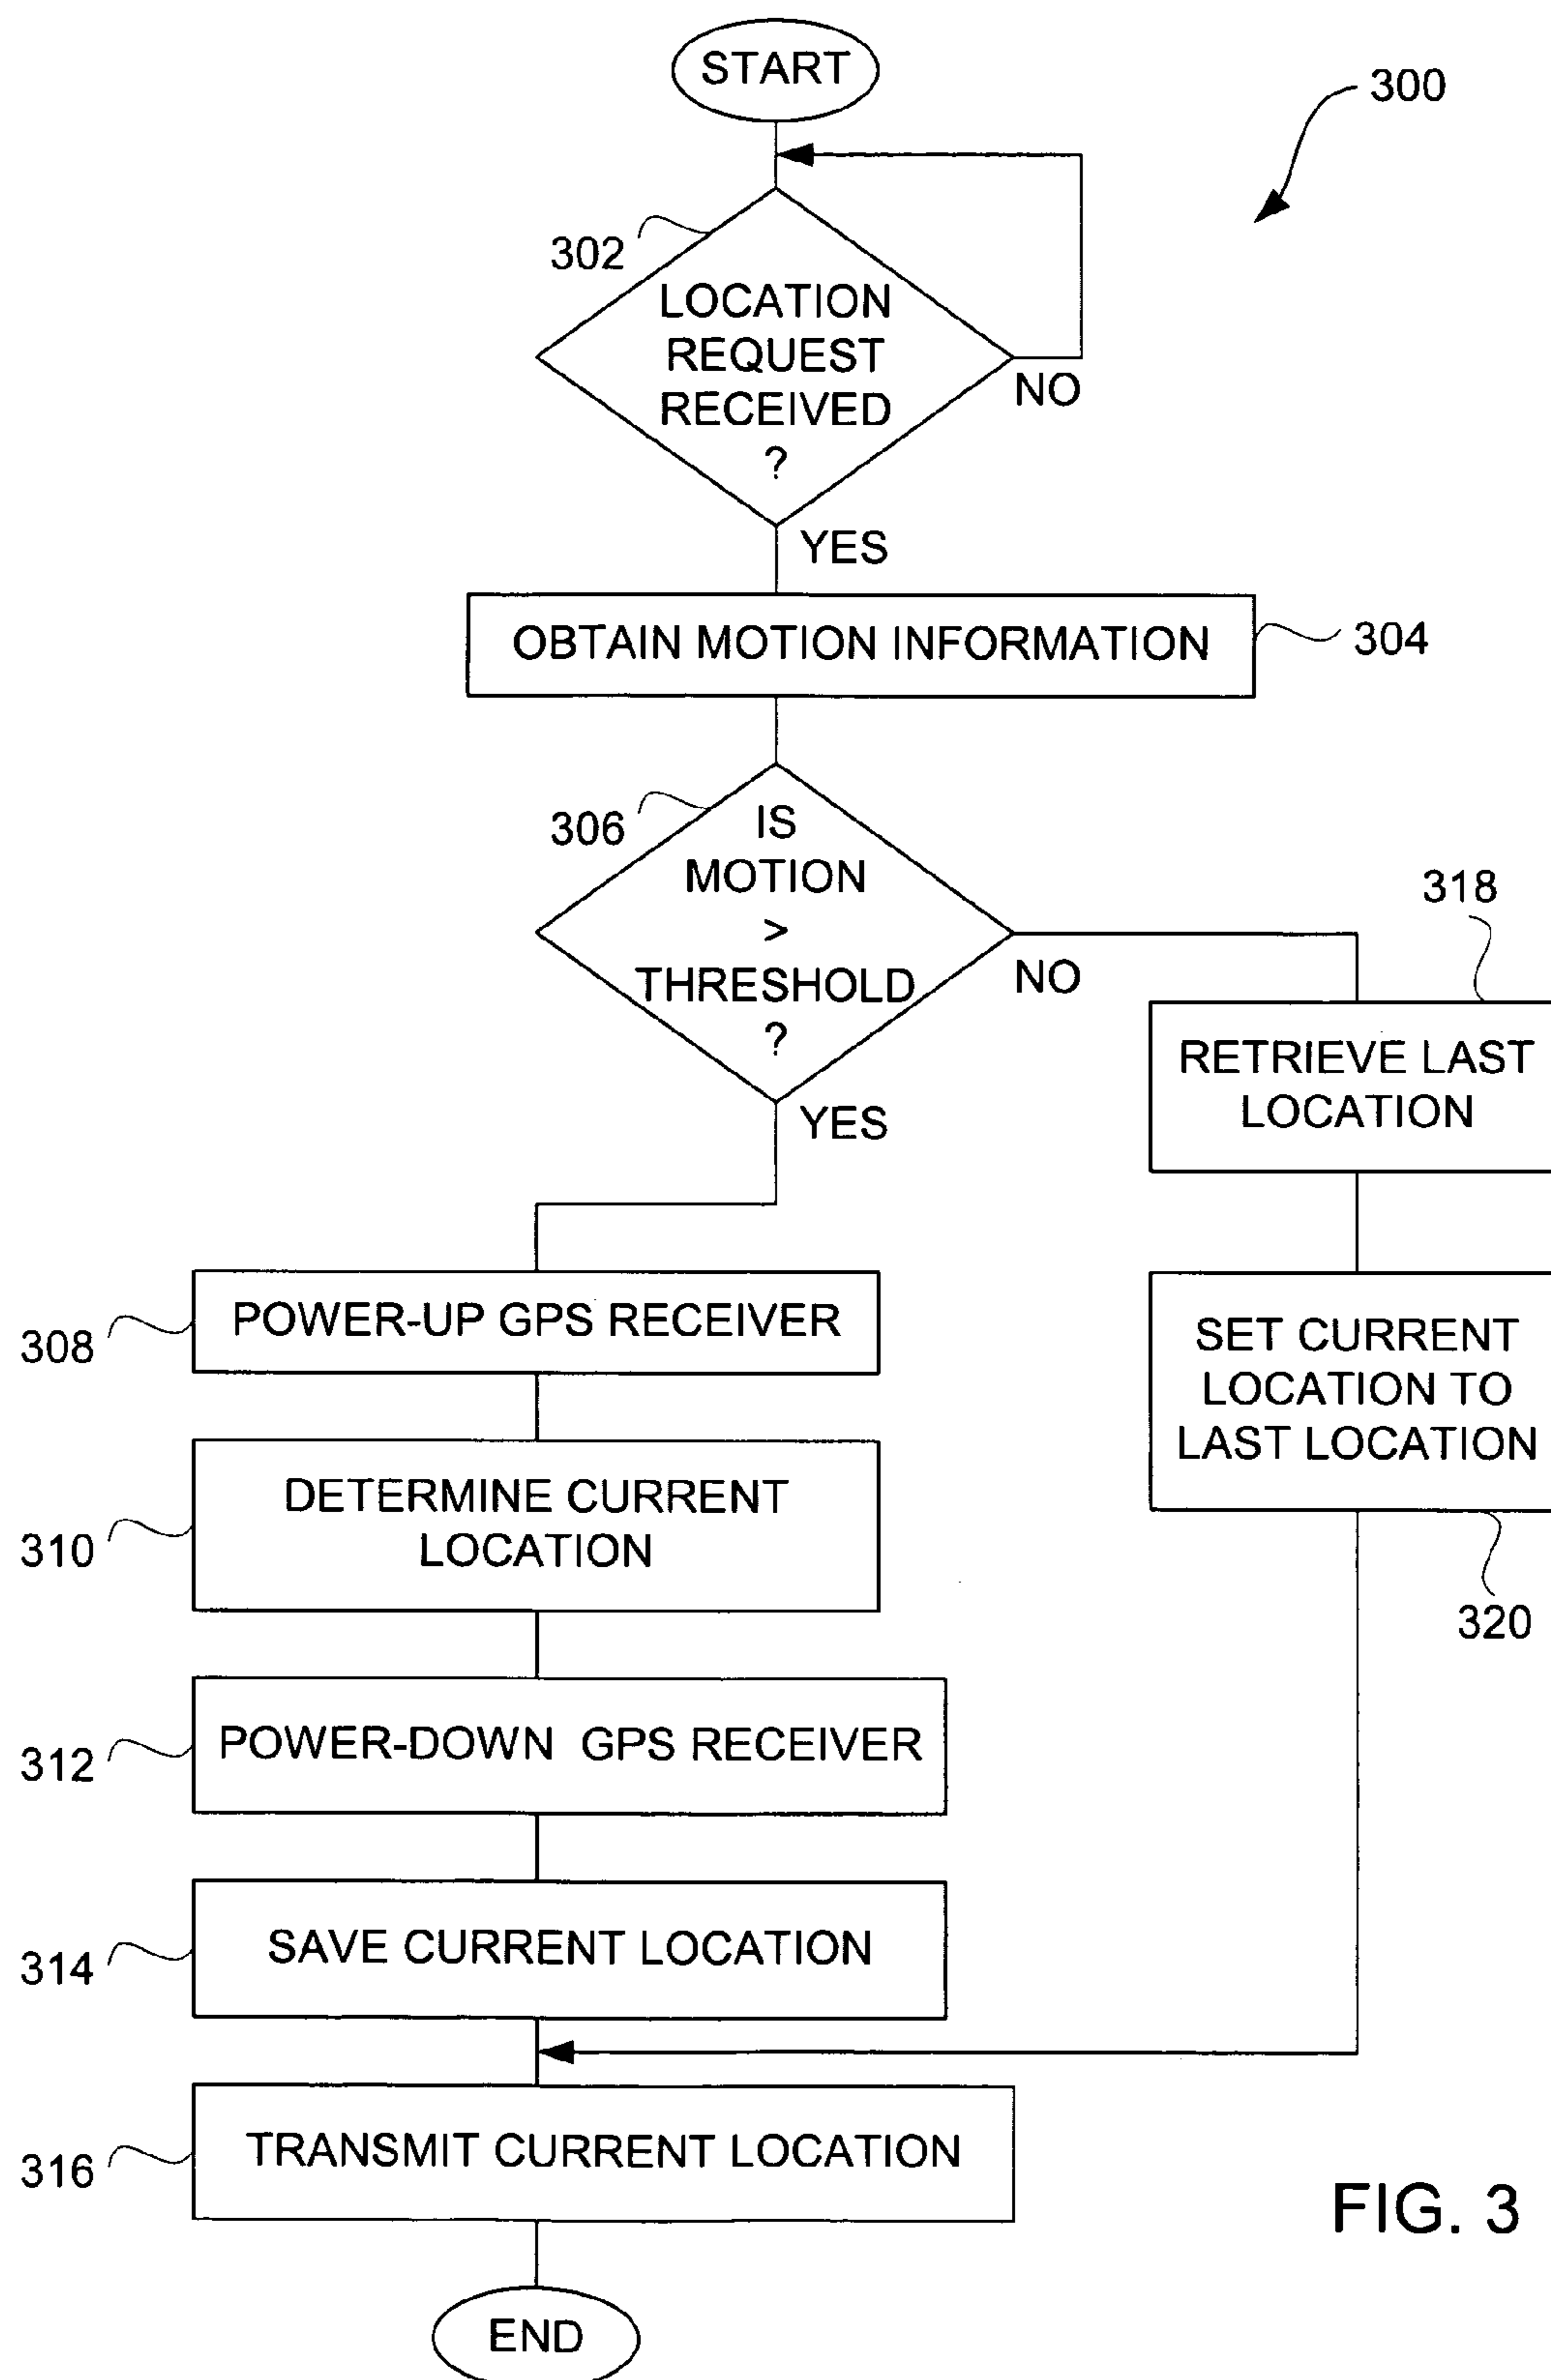 START
300
302
LOCATION
REQUEST
RECEIVED
?
NO
YES
OBTAIN MOTION INFORMATION
304
306
IS
MOTION
>
THRESHOLD
?
NO
YES
318
RETRIEVE LAST
LOCATION
308
POWER-UP GPS RECEIVER
SET CURRENT
LOCATION TO
LAST LOCATION
320
310
DETERMINE CURRENT
LOCATION
312
POWER-DOWN GPS RECEIVER
314
SAVE CURRENT LOCATION
316
TRANSMIT CURRENT LOCATION
FIG. 3
END